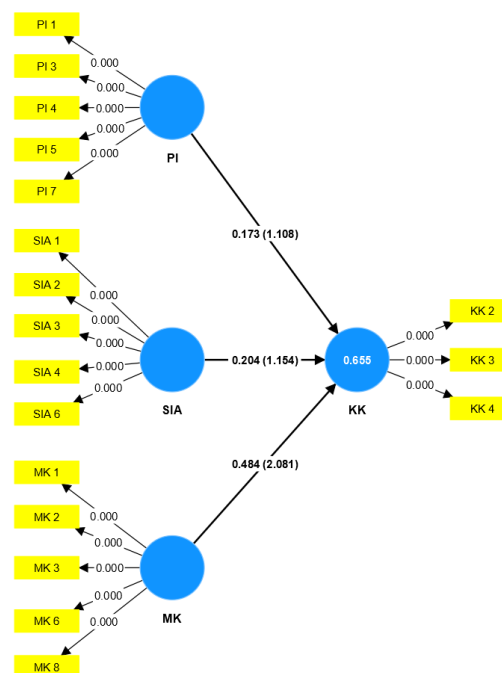 PI 1
0.000
PI 3
0.000
PI 4
0.000
PI 5
0.000
PI 7
0.000
PI
0.173 (1.108)
SIA 1
0.000
SIA 2
0.000
SIA 3
0.000
SIA 4
0.000
SIA 6
0.000
SIA
0.204 (1.154)
0.655
KK
0.000
KK 2
0.000
KK 3
0.000
KK 4
0.484 (2.081)
MK 1
0.000
MK 2
0.000
MK 3
0.000
MK 6
0.000
MK 8
0.000
MK